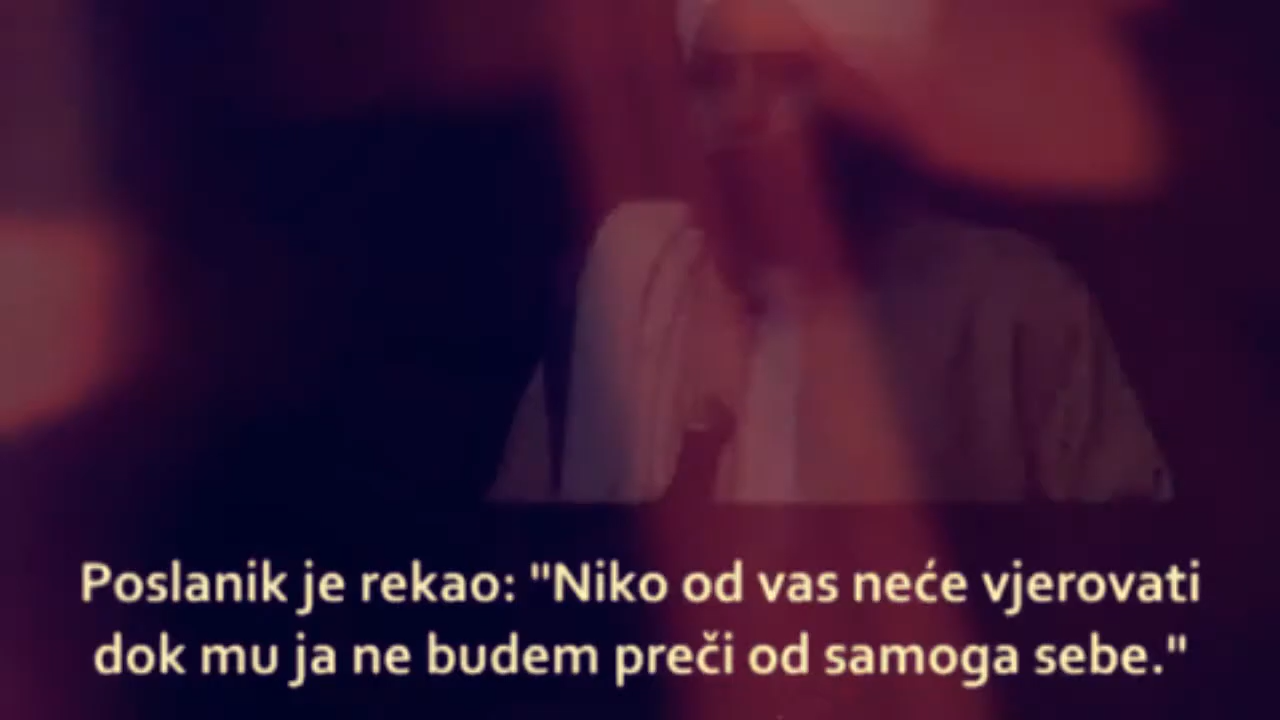 Poslanik je rekao: "Niko od vas neće vjerovati
dok mu ja ne budem preči od samoga sebe."